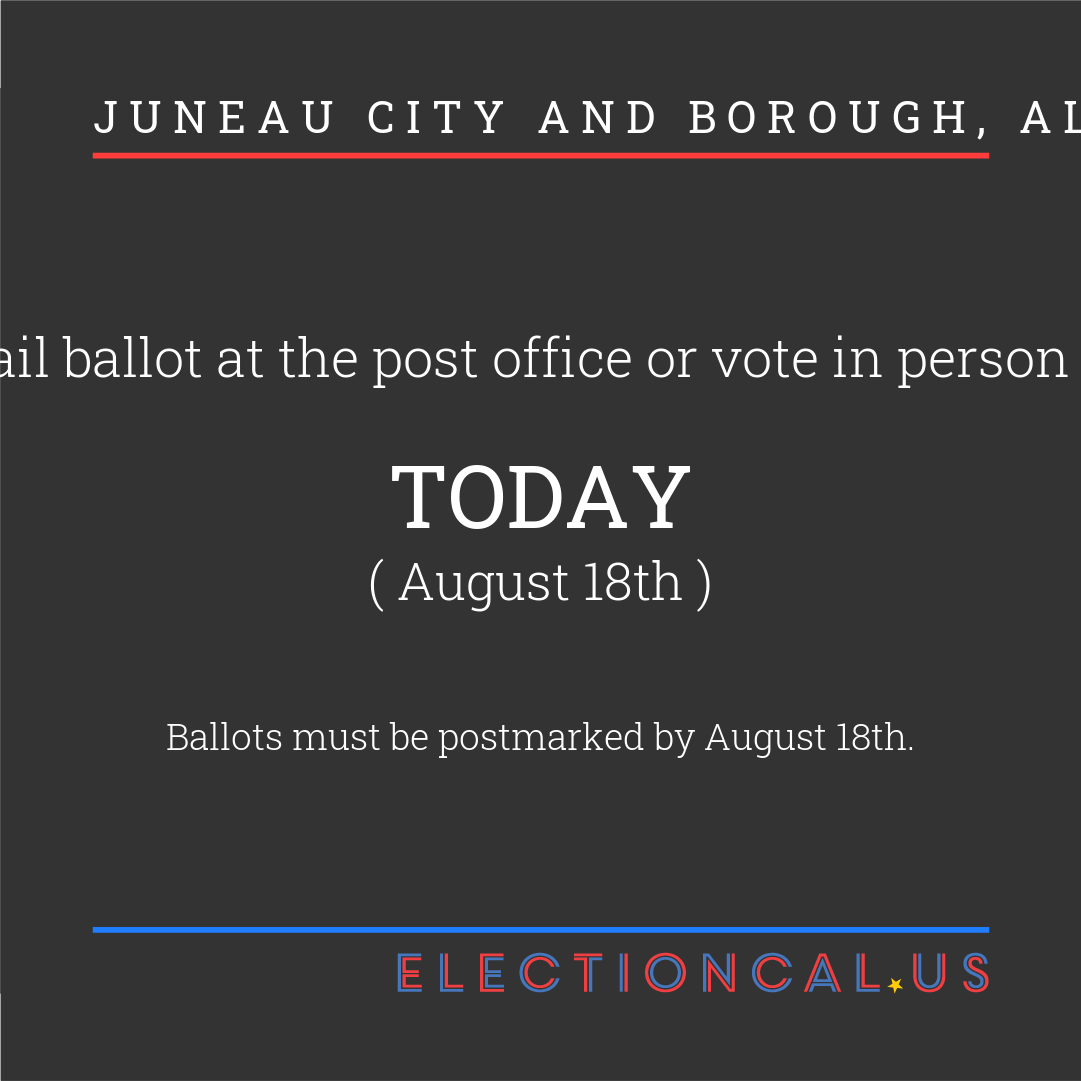 JUNEAU CITY AND BOROUGH, AL
ail ballot at the post office or vote in person
TODAY
( August 18th )
Ballots must be postmarked by August 18th.
ELECTIONCAL.US